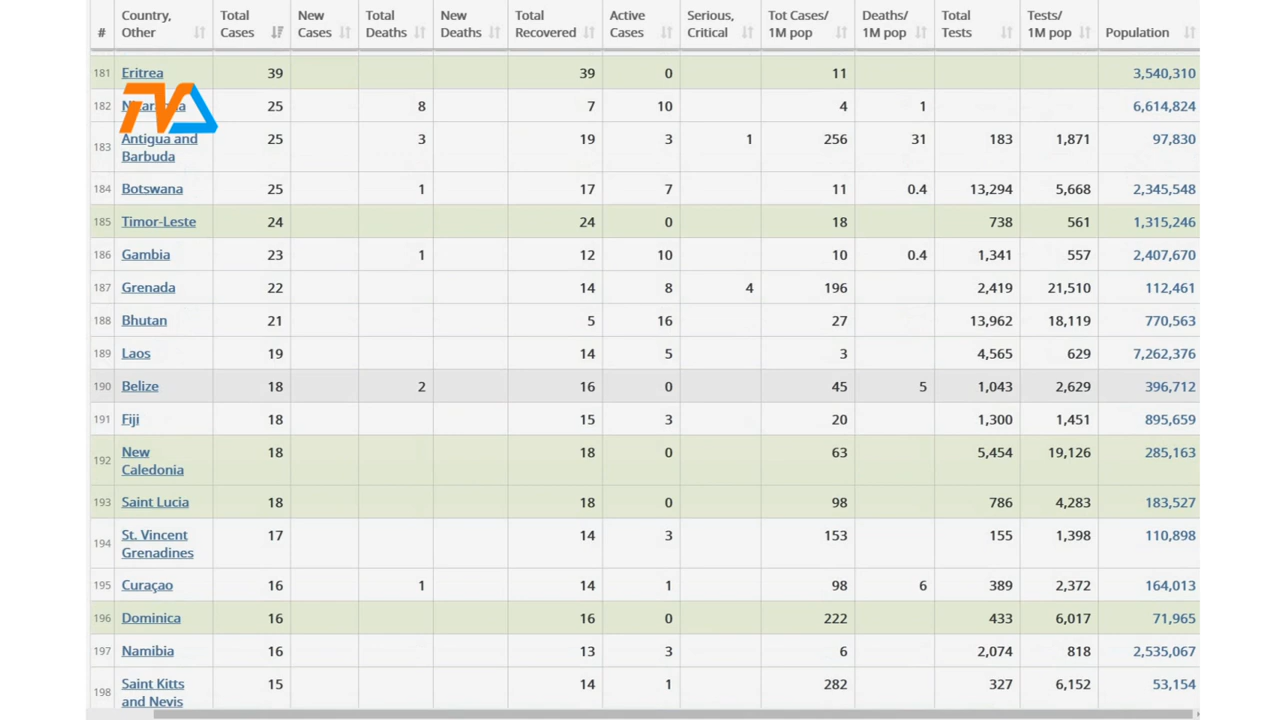 # Country, Other Total Cases New Cases Total Deaths New Deaths Total Recovered Active Cases Serious, Critical Tot Cases/ 1M pop Deaths/ 1M pop Total Tests Tests/ 1M pop Population
181 Eritrea 39 39 0 11 3,540,310
182 25 8 7 10 4 1 6,614,824
183 Antigua and Barbuda 25 3 19 3 1 256 31 183 1,871 97,830
184 Botswana 25 1 17 7 11 0.4 13,294 5,668 2,345,548
185 Timor-Leste 24 24 0 18 738 561 1,315,246
186 Gambia 23 1 12 10 10 0.4 1,341 557 2,407,670
187 Grenada 22 14 8 4 196 2,419 21,510 112,461
188 Bhutan 21 5 16 27 13,962 18,119 770,563
189 Laos 19 14 5 3 4,565 629 7,262,376
190 Belize 18 2 16 0 45 5 1,043 2,629 396,712
191 Fiji 18 15 3 20 1,300 1,451 895,659
192 New Caledonia 18 18 0 63 5,454 19,126 285,163
193 Saint Lucia 18 18 0 98 786 4,283 183,527
194 St. Vincent Grenadines 17 14 3 153 155 1,398 110,898
195 Curaçao 16 1 14 1 98 6 389 2,372 164,013
196 Dominica 16 16 0 222 433 6,017 71,965
197 Namibia 16 13 3 6 2,074 818 2,535,067
198 Saint Kitts and Nevis 15 14 1 282 327 6,152 53,154